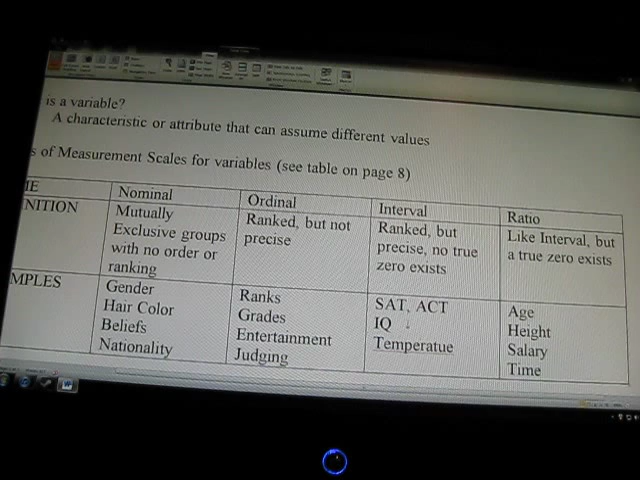 is a variable?
A characteristic or attribute that can assume different values
s of Measurement Scales for variables (see table on page 8)
ME
Nominal
Ordinal
Interval
Ratio
NITION
Mutually
Exclusive groups
with no order or
ranking
Ranked, but not
precise
Ranked, but
precise, no true
zero exists
Like Interval, but
a true zero exists
MPLES
Gender
Hair Color
Beliefs
Nationality
Ranks
Grades
Entertainment
Judging
SAT, ACT
IQ
Temperatue
Age
Height
Salary
Time